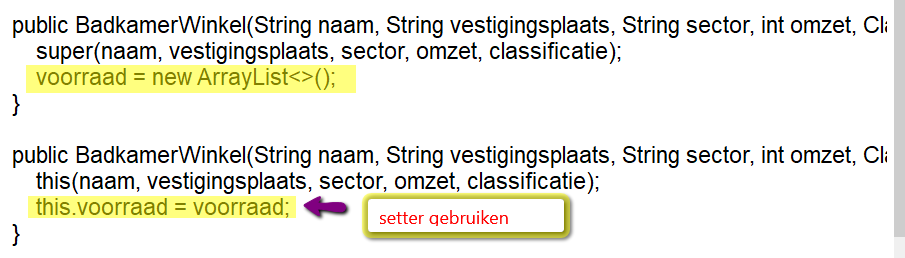 public BadkamerWinkel(String naam, String vestigingsplaats, String sector, int omzet,
super(naam, vestigingsplaats, sector, omzet, classificatie);
voorraad = new ArrayList<>();
}
public BadkamerWinkel(String naam, String vestigingsplaats, String sector, int omzet,
this(naam, vestigingsplaats, sector, omzet, classificatie);
this.voorraad = voorraad;
setter gebruiken
}